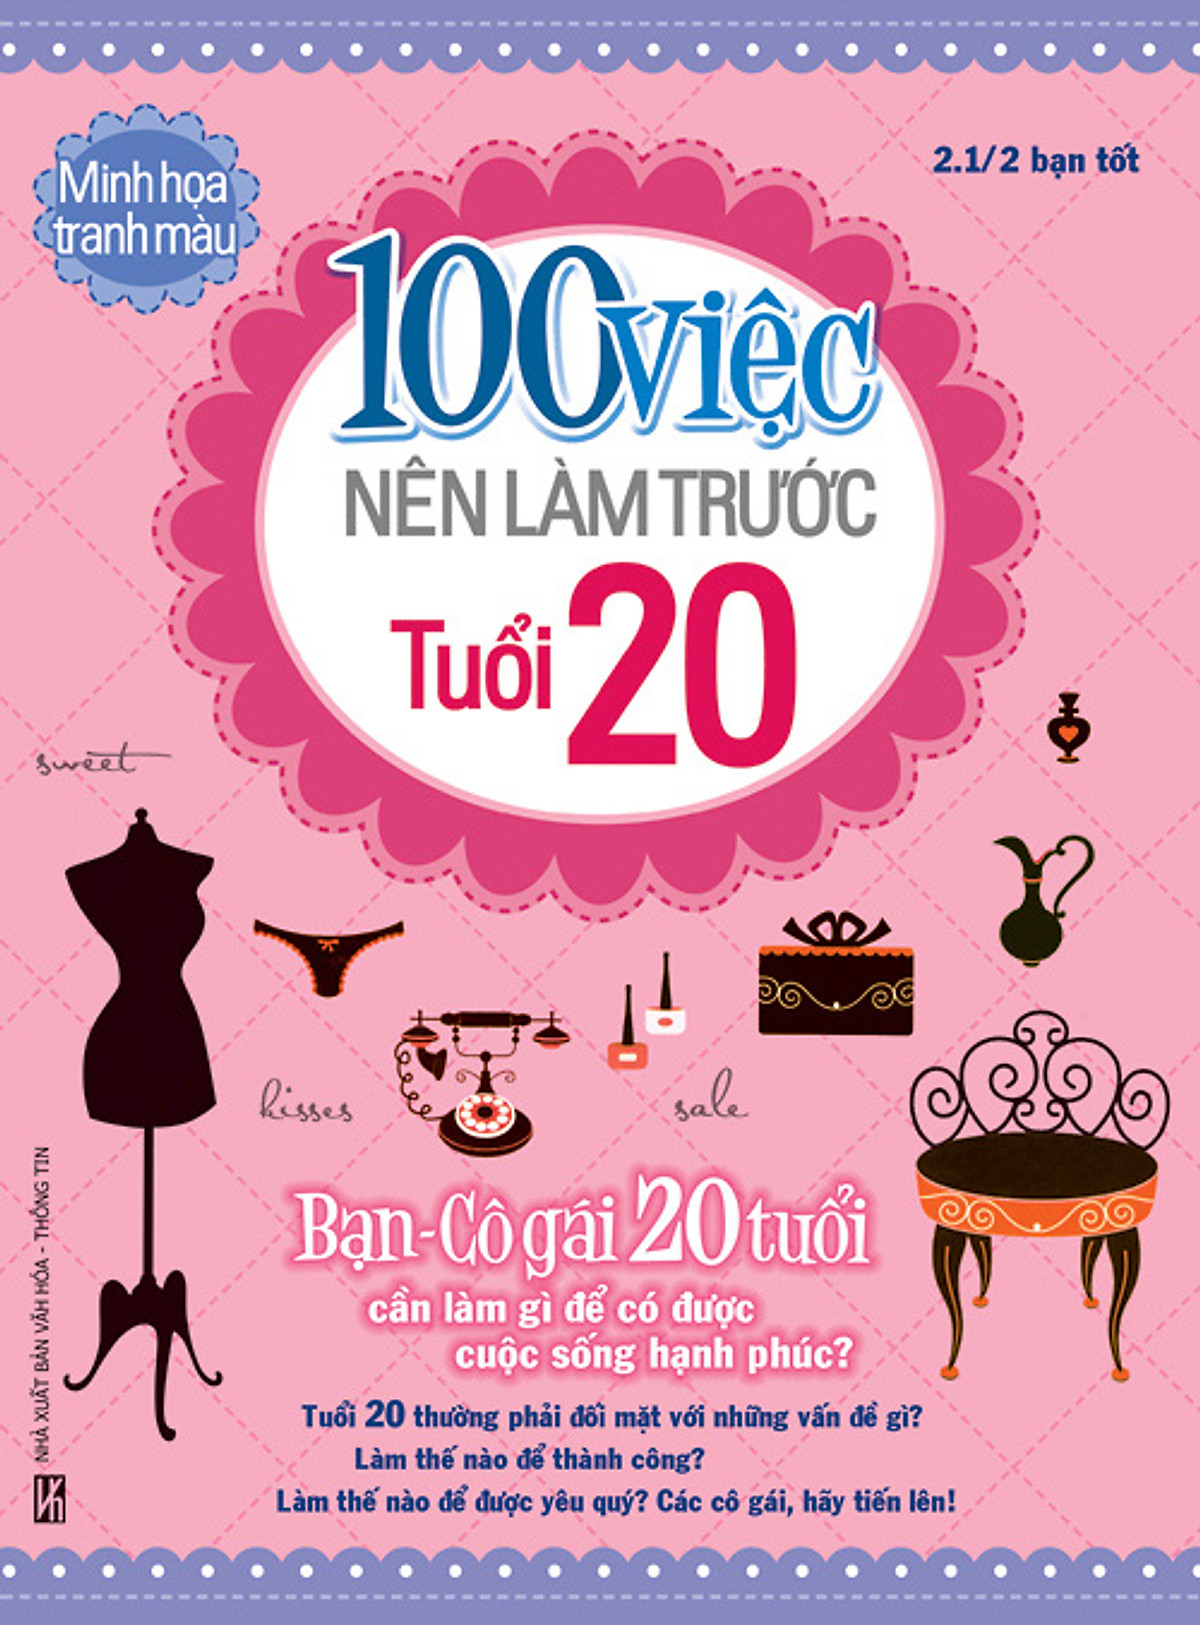 Minh họa
tranh màu
2.1/2 bạn tốt
100 việc
NÊN LÀM TRƯỚC
Tuổi 20
sweet
kisses
sale
Bạn-Cô gái 20 tuổi
cần làm gì để có được
cuộc sống hạnh phúc?
Tuổi 20 thường phải đối mặt với những vấn đề gì?
Làm thế nào để thành công?
Làm thế nào để được yêu quý? Các cô gái, hãy tiến lên!
NHÀ XUẤT BẢN VĂN HÓA - THÔNG TIN